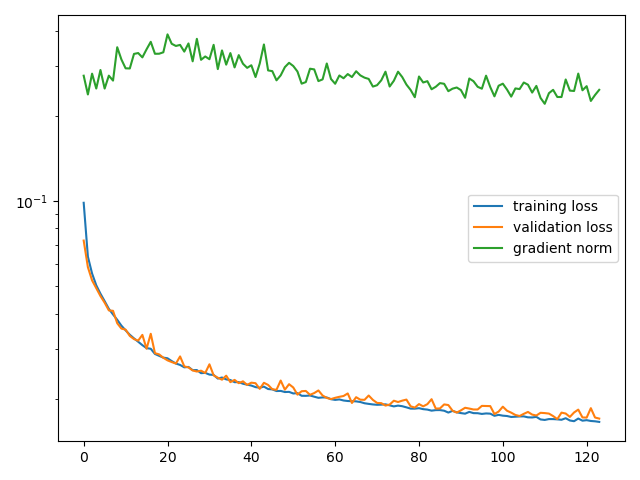 10⁻¹
training loss
validation loss
gradient norm
0 20 40 60 80 100 120